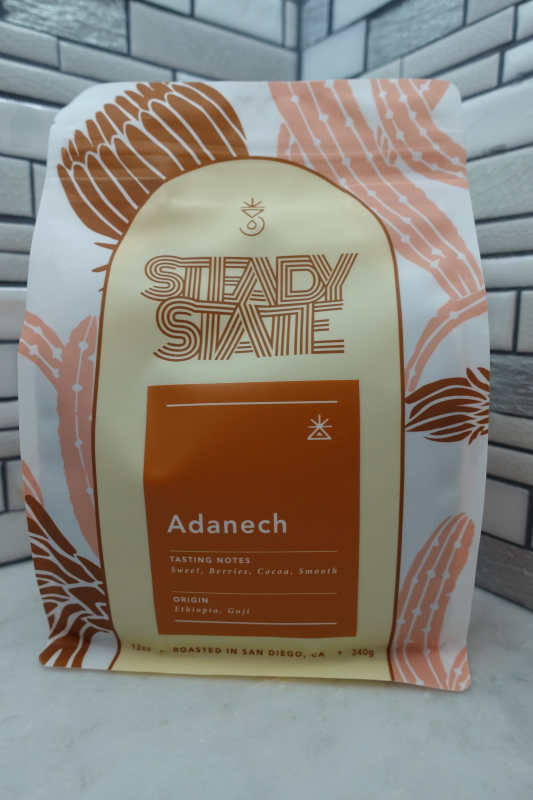 STEADY
STATE
Adanech
TASTING NOTES
Sweet, Berries, Cocoa, Smooth
ORIGIN
Ethiopia, Guji
12oz • ROASTED IN SAN DIEGO, CA • 340g